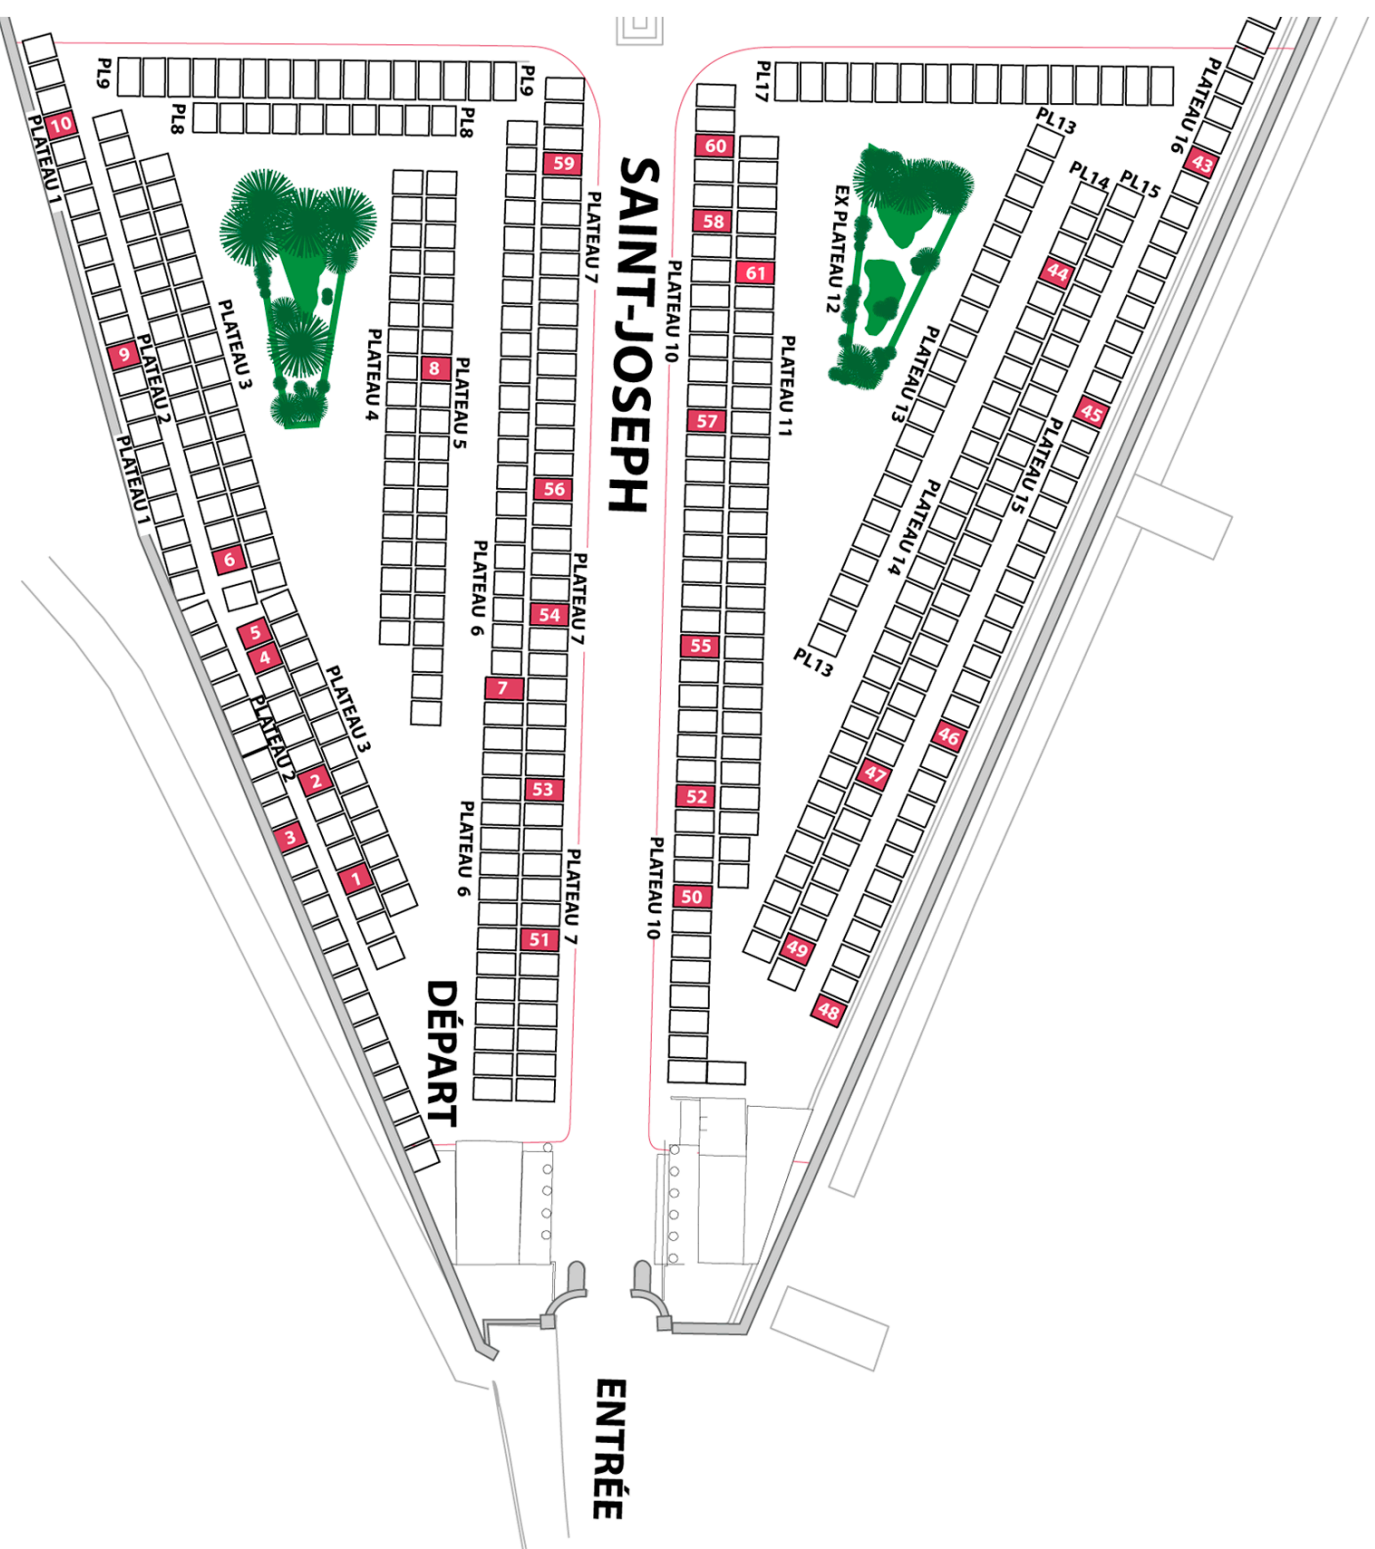 PL9
PL9
PL8
PL8
PL17
PLATEAU 16
PL13
PL14
PL15
10
PLATEAU 1
59
60
43
58
44
61
PLATEAU 7
SAINT-JOSEPH
PLATEAU 10
EX PLATEAU 12
PLATEAU 3
9
PLATEAU 2
PLATEAU 4
8
PLATEAU 5
PLATEAU 11
PLATEAU 13
45
57
PLATEAU 1
56
PLATEAU 15
PLATEAU 14
6
PLATEAU 6
PLATEAU 7
54
5
4
55
PL13
7
PLATEAU 3
PLATEAU 2
46
2
53
52
47
3
PLATEAU 6
PLATEAU 7
PLATEAU 10
1
50
51
49
48
DÉPART
ENTRÉE